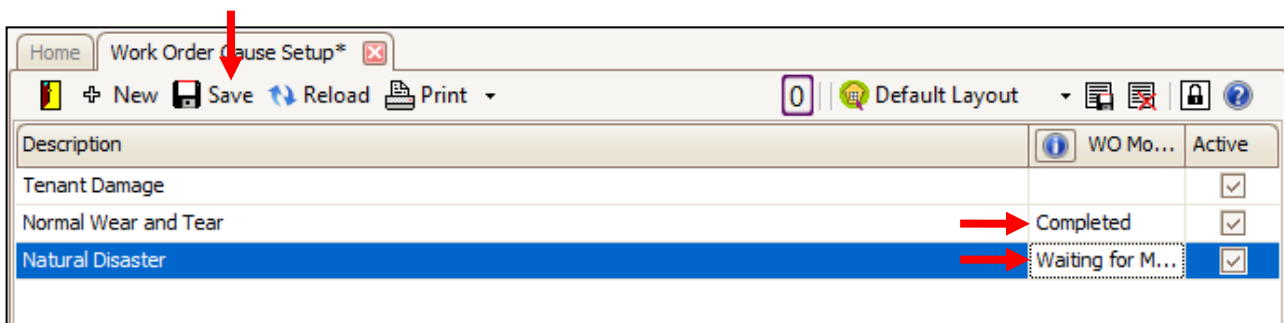 Home Work Order Cause Setup*
New Save Reload Print 0 Default Layout
Description WO Mo... Active
Tenant Damage
Normal Wear and Tear Completed
Natural Disaster Waiting for M...